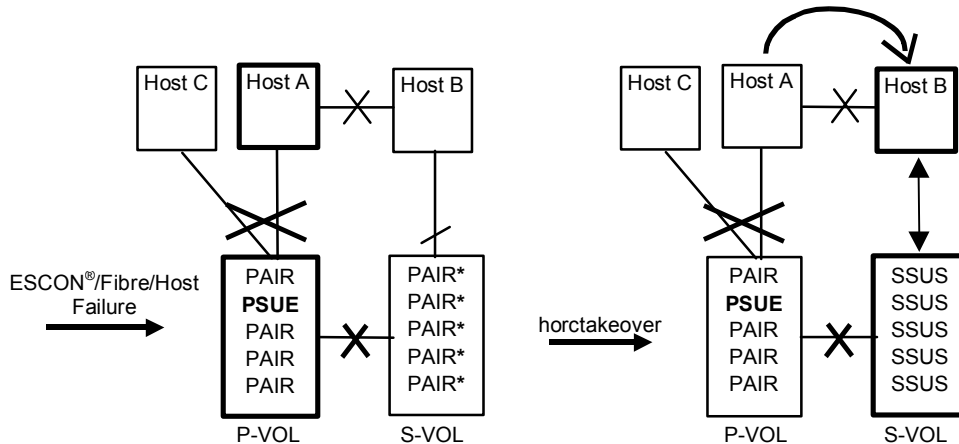 Host C
Host A
Host B
ESCON®/Fibre/Host
Failure
PAIR
PSUE
PAIR
PAIR
PAIR
P-VOL
PAIR*
PAIR*
PAIR*
PAIR*
PAIR*
S-VOL
horctakeover
Host C
Host A
Host B
PAIR
PSUE
PAIR
PAIR
PAIR
P-VOL
SSUS
SSUS
SSUS
SSUS
SSUS
S-VOL